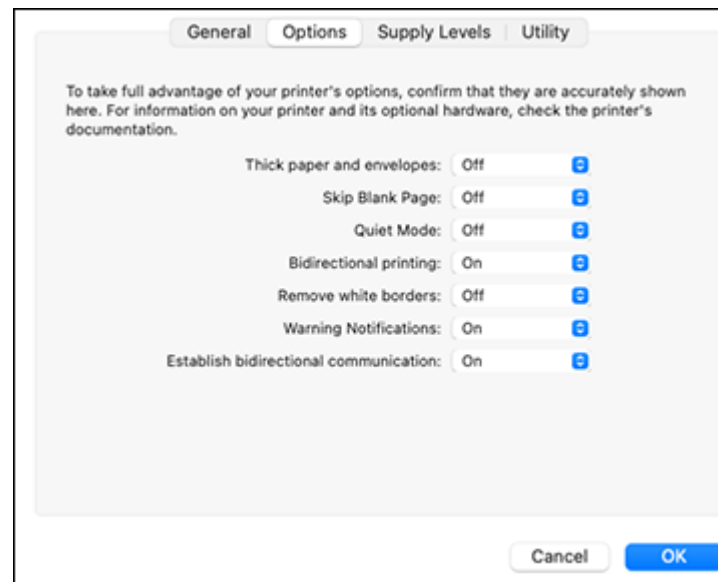 General Options Supply Levels Utility
To take full advantage of your printer's options, confirm that they are accurately shown
here. For information on your printer and its optional hardware, check the printer's
documentation.
Thick paper and envelopes: Off
Skip Blank Page: Off
Quiet Mode: Off
Bidirectional printing: On
Remove white borders: Off
Warning Notifications: On
Establish bidirectional communication: On
Cancel OK